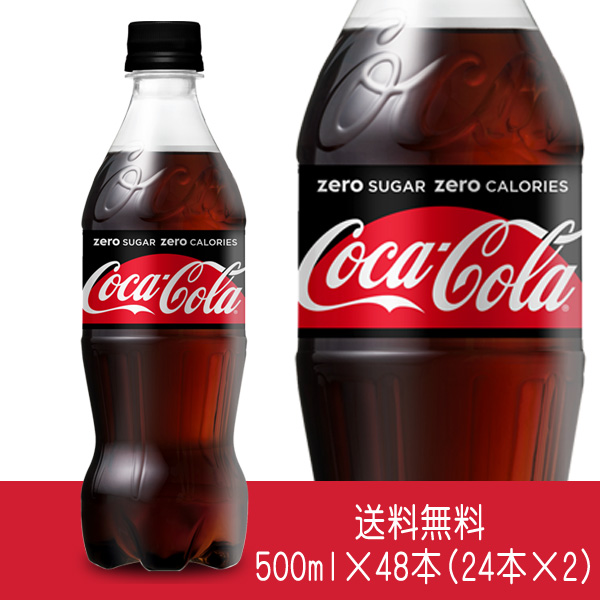 zero SUGAR zero CALORIES
Coca-Cola
zero SUGAR zero CALORIES
Coca-Cola®
送料無料
500ml×48本(24本×2)